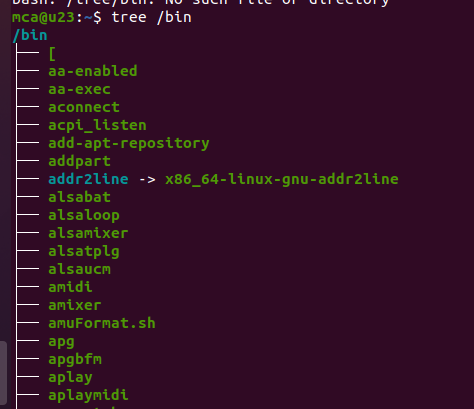 bash: /tree/bin: No such file or directory
mca@u23:~$ tree /bin
/bin
├── [
├── aa-enabled
├── aa-exec
├── aconnect
├── acpi_listen
├── add-apt-repository
├── addpart
├── addr2line -> x86_64-linux-gnu-addr2line
├── alsabat
├── alsaloop
├── alsamixer
├── alsatplg
├── alsaucm
├── amidi
├── amixer
├── amuFormat.sh
├── apg
├── apgbfm
├── aplay
├── aplaymidi